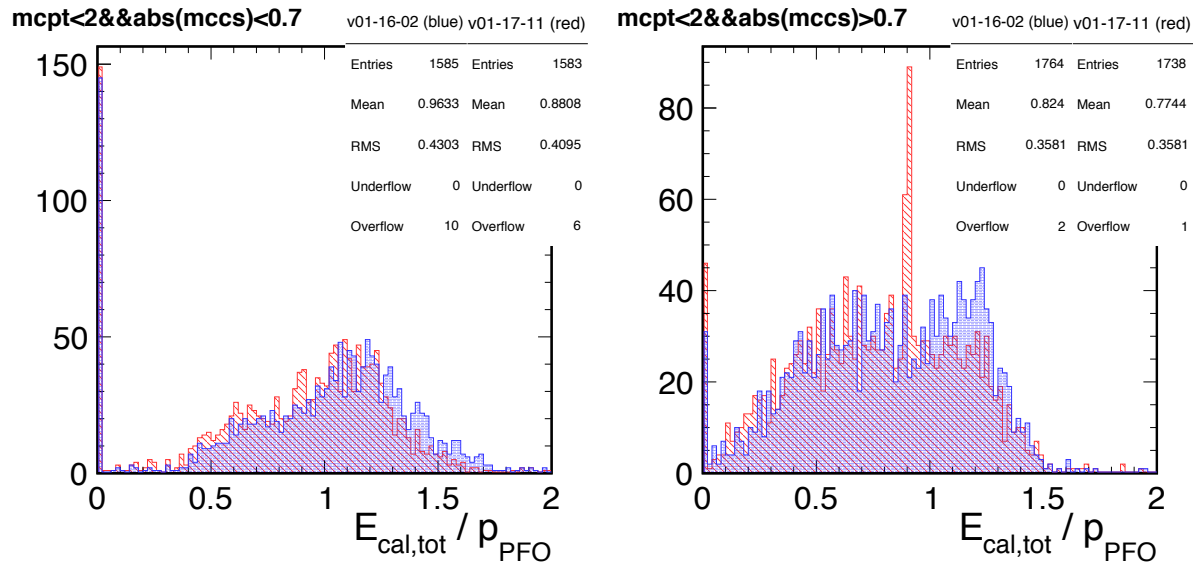 mcpt<2&&abs(mccs)<0.7
v01-16-02 (blue) v01-17-11 (red)
Entries 1585 Entries 1583
Mean 0.9633 Mean 0.8808
RMS 0.4303 RMS 0.4095
Underflow 0 Underflow 0
Overflow 10 Overflow 6
150
100
50
0
0 0.5 1 1.5 2
E_cal,tot / p_PFO
mcpt<2&&abs(mccs)>0.7
v01-16-02 (blue) v01-17-11 (red)
Entries 1764 Entries 1738
Mean 0.824 Mean 0.7744
RMS 0.3581 RMS 0.3581
Underflow 0 Underflow 0
Overflow 2 Overflow 1
80
60
40
20
0
0 0.5 1 1.5 2
E_cal,tot / p_PFO